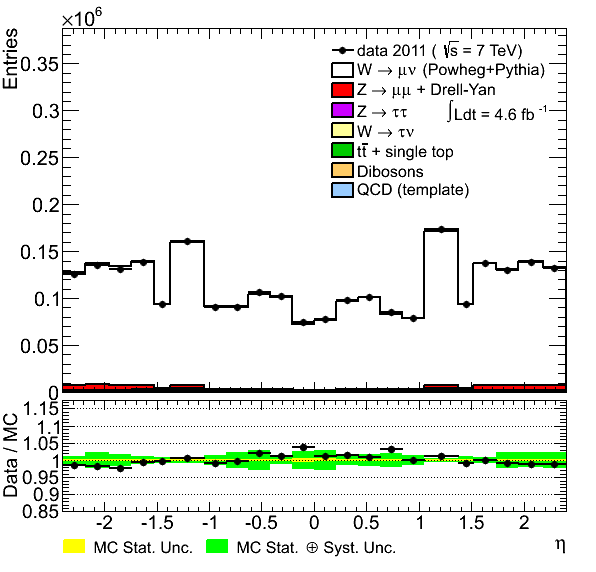 ×10⁶
Entries
0.35
0.3
0.25
0.2
0.15
0.1
0.05
0
data 2011 ( √s = 7 TeV)
W → μν (Powheg+Pythia)
Z → μμ + Drell-Yan
Z → ττ ∫Ldt = 4.6 fb⁻¹
W → τν
tt̄ + single top
Dibosons
QCD (template)
Data / MC
1.15
1.1
1.05
1
0.95
0.9
0.85
-2 -1.5 -1 -0.5 0 0.5 1 1.5 2
MC Stat. Unc. MC Stat. ⊕ Syst. Unc. η